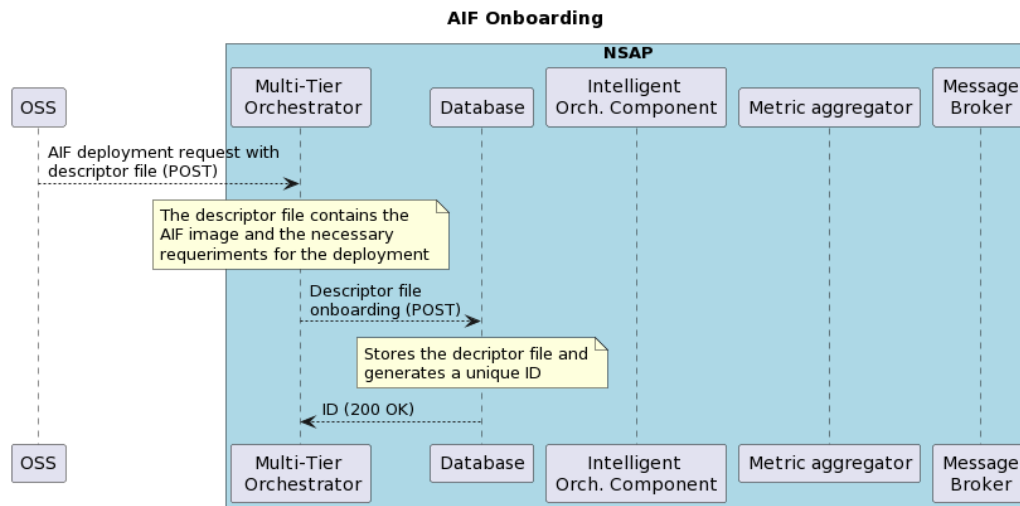 AIF Onboarding
NSAP
OSS
Multi-Tier
Orchestrator
Database
Intelligent
Orch. Component
Metric aggregator
Message
Broker
AIF deployment request with
descriptor file (POST)
The descriptor file contains the
AIF image and the necessary
requeriments for the deployment
Descriptor file
onboarding (POST)
Stores the decriptor file and
generates a unique ID
ID (200 OK)
OSS
Multi-Tier
Orchestrator
Database
Intelligent
Orch. Component
Metric aggregator
Message
Broker